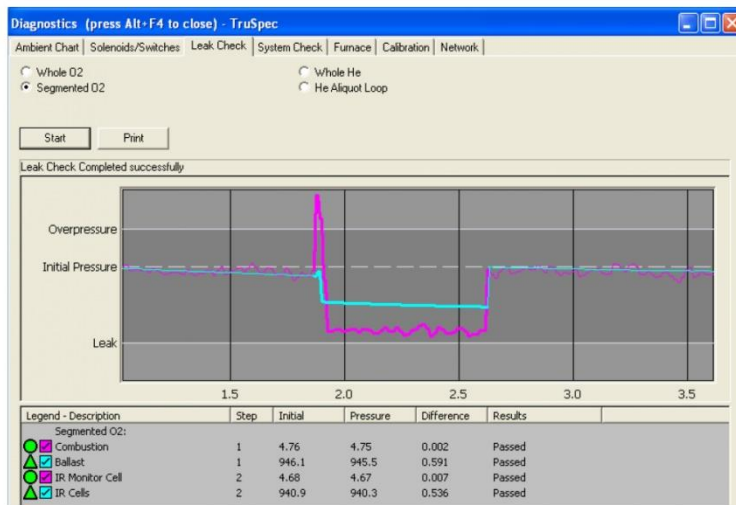 Diagnostics (press Alt+F4 to close) - TruSpec
Ambient Chart Solenoids/Switches Leak Check System Check Furnace Calibration Network
Whole O2 Whole He
Segmented O2 He Aliquot Loop
Start Print
Leak Check Completed successfully
Overpressure
Initial Pressure
Leak
1.5 2.0 2.5 3.0 3.5
Legend - Description Step Initial Pressure Difference Results
Segmented O2:
Combustion 1 4.76 4.75 0.002 Passed
Ballast 1 946.1 945.5 0.591 Passed
IR Monitor Cell 2 4.68 4.67 0.007 Passed
IR Cells 2 940.9 940.3 0.536 Passed